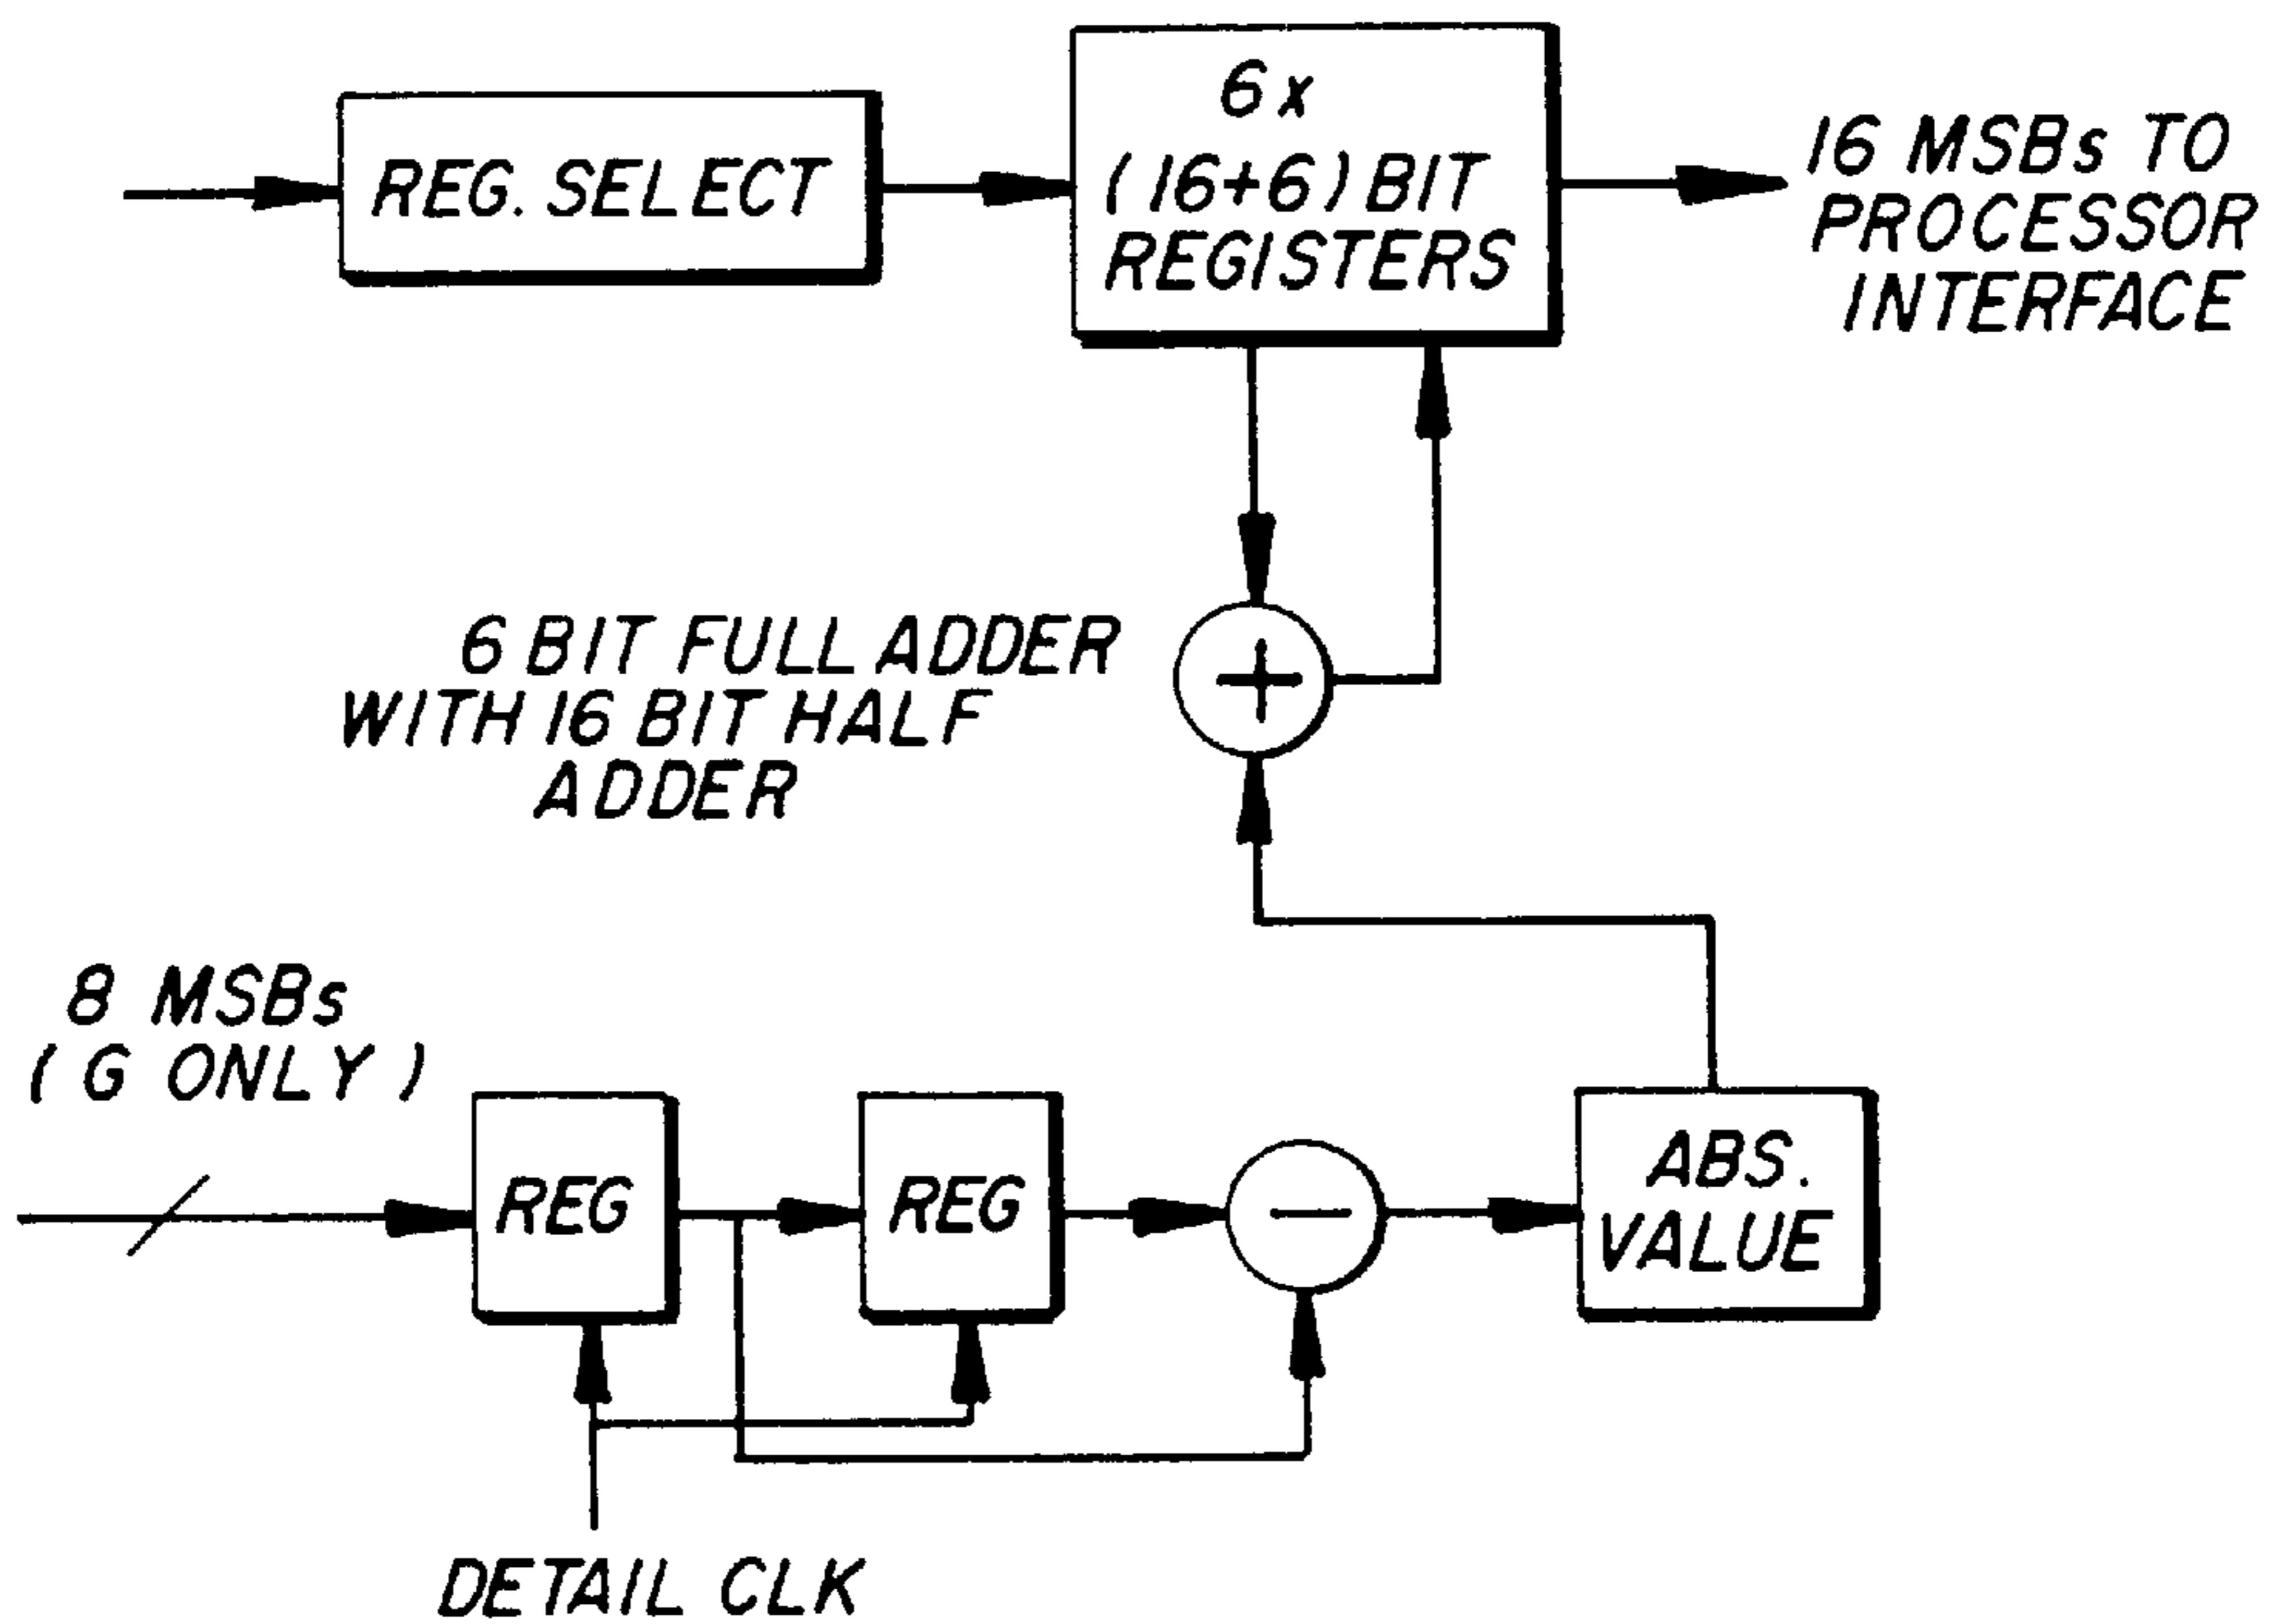 REG. SELECT
6x
(16+6) BIT
REGISTERS
16 MSBs TO
PROCESSOR
INTERFACE
+
6 BIT FULL ADDER
WITH 16 BIT HALF
ADDER
8 MSBs
(G ONLY)
REG
REG
−
ABS.
VALUE
DETAIL CLK